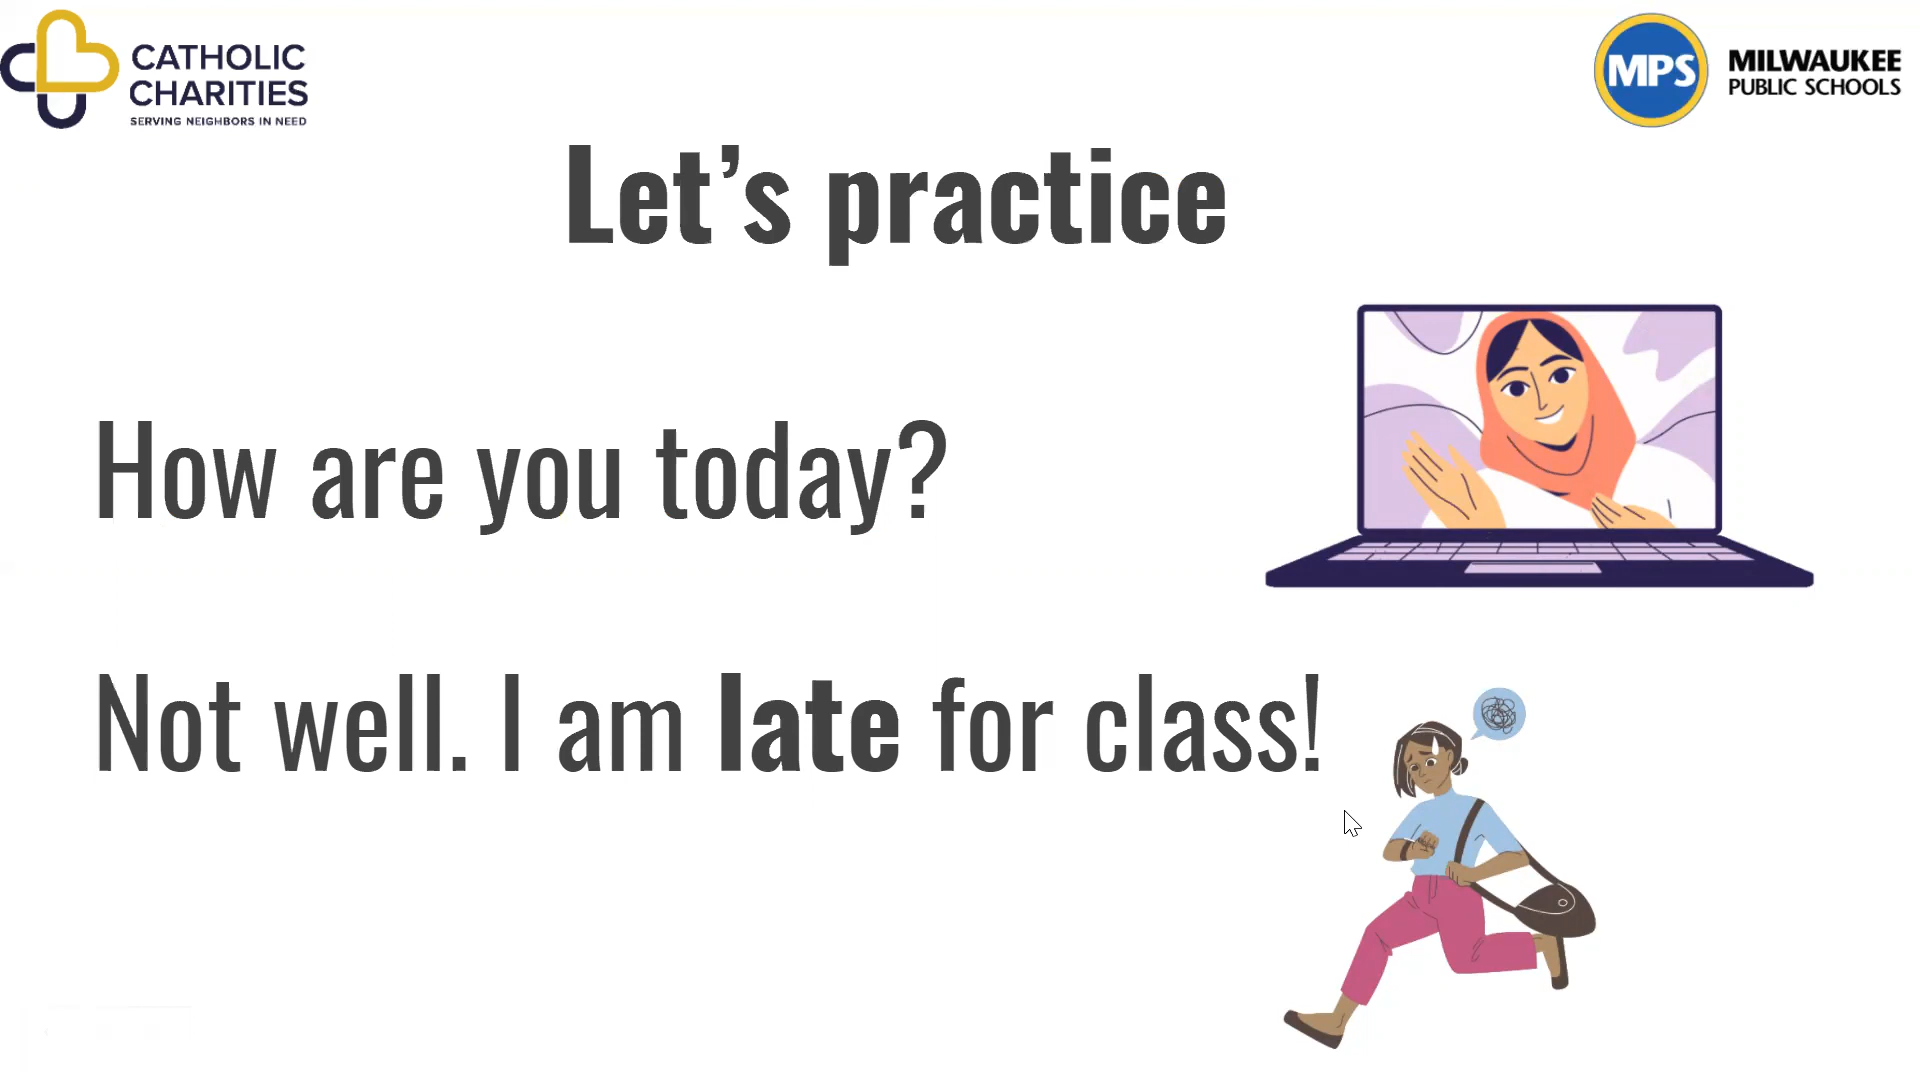 CATHOLIC
CHARITIES
SERVING NEIGHBORS IN NEED
MPS
MILWAUKEE
PUBLIC SCHOOLS
Let’s practice
How are you today?
Not well. I am late for class!